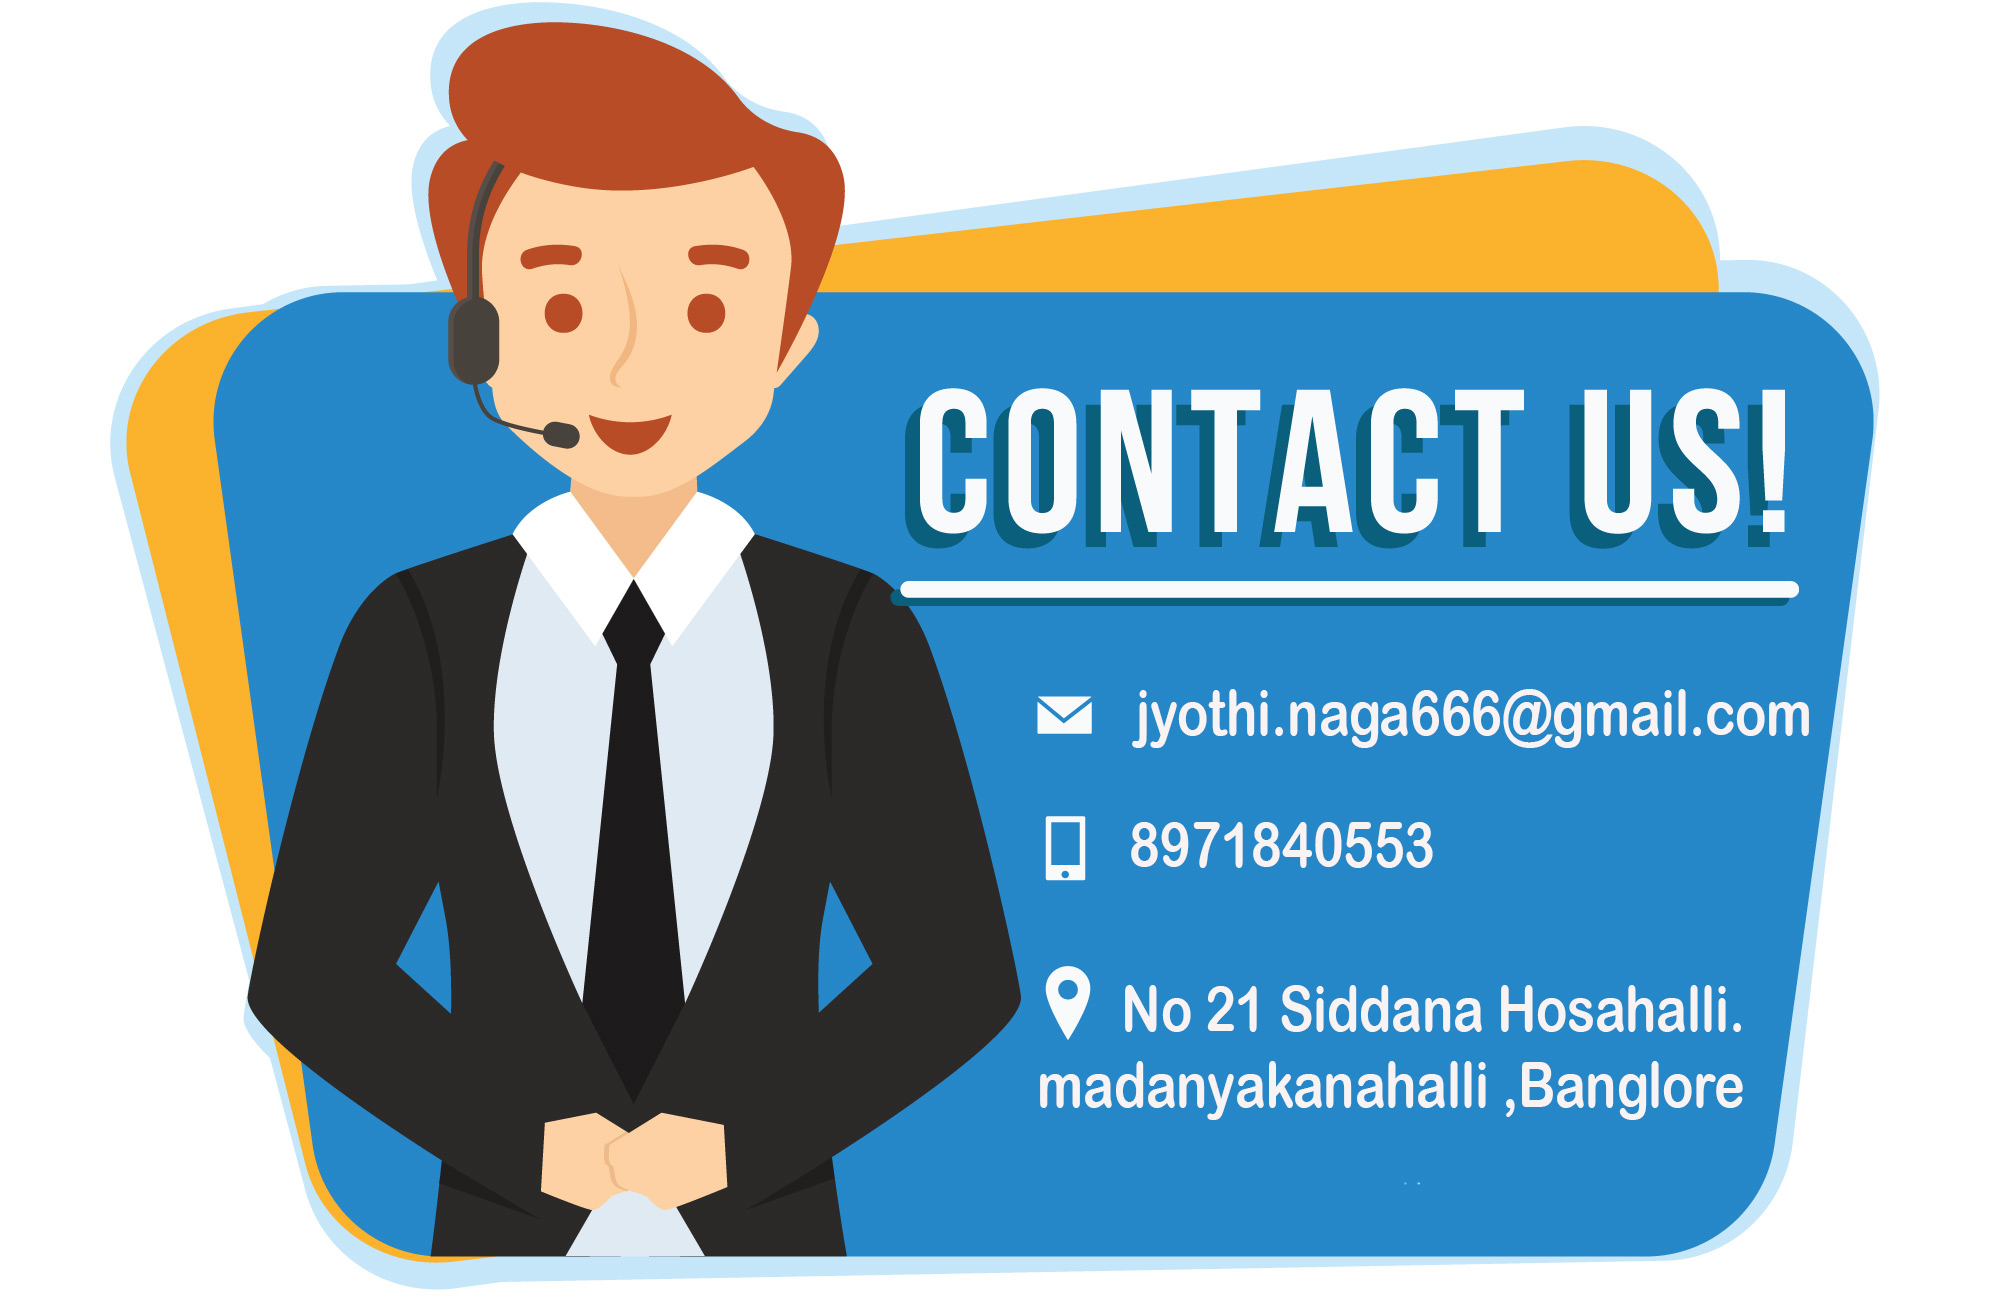 CONTACT US!
jyothi.naga666@gmail.com
8971840553
No 21 Siddana Hosahalli.
madanyakanahalli ,Banglore